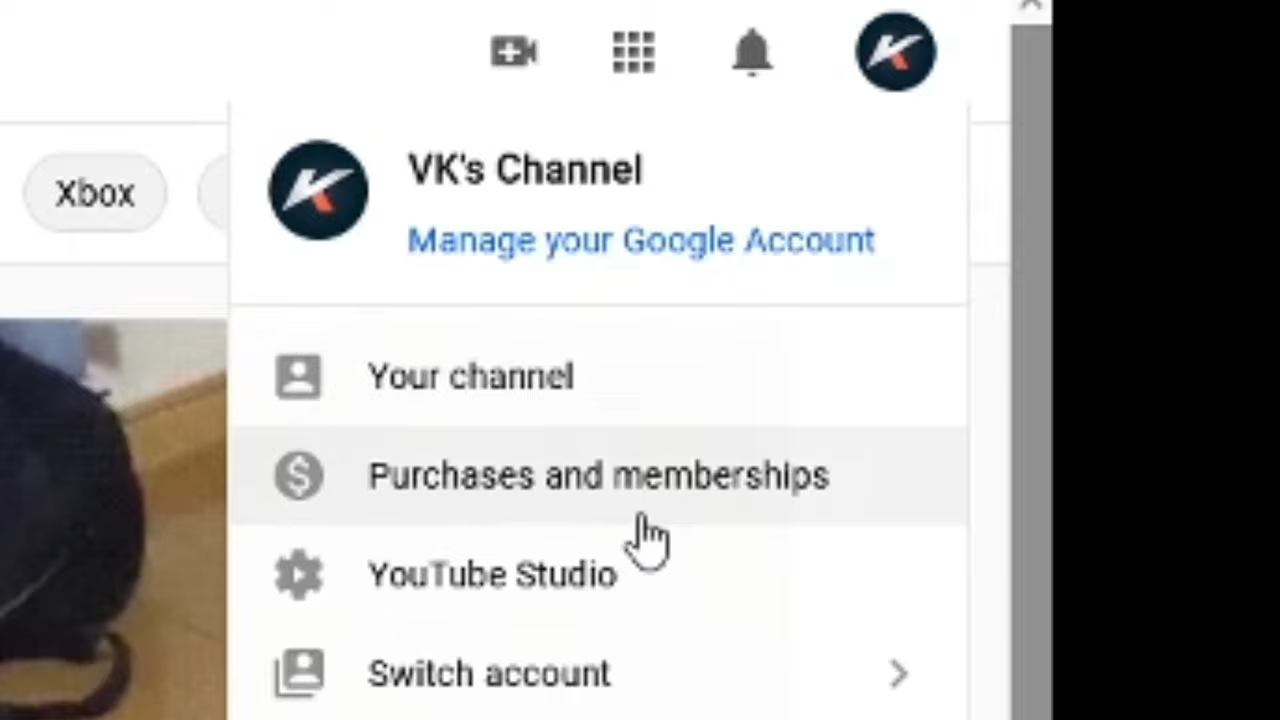 Xbox
VK's Channel
Manage your Google Account
Your channel
Purchases and memberships
YouTube Studio
Switch account